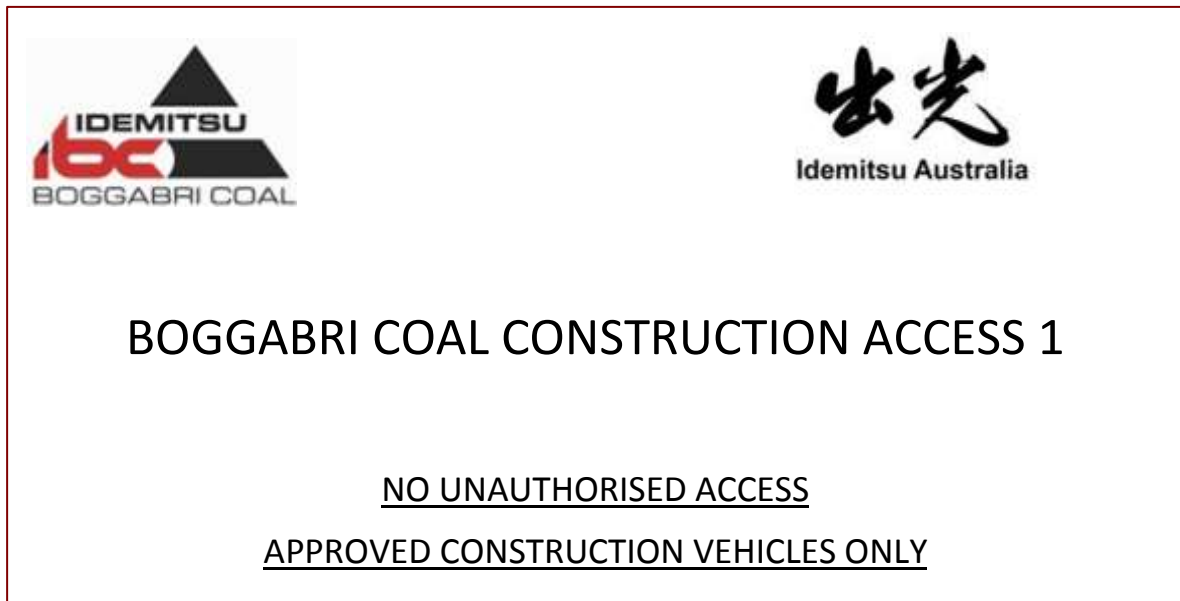 IDEMITSU
ibc
BOGGABRI COAL
出光
Idemitsu Australia
BOGGABRI COAL CONSTRUCTION ACCESS 1
NO UNAUTHORISED ACCESS
APPROVED CONSTRUCTION VEHICLES ONLY